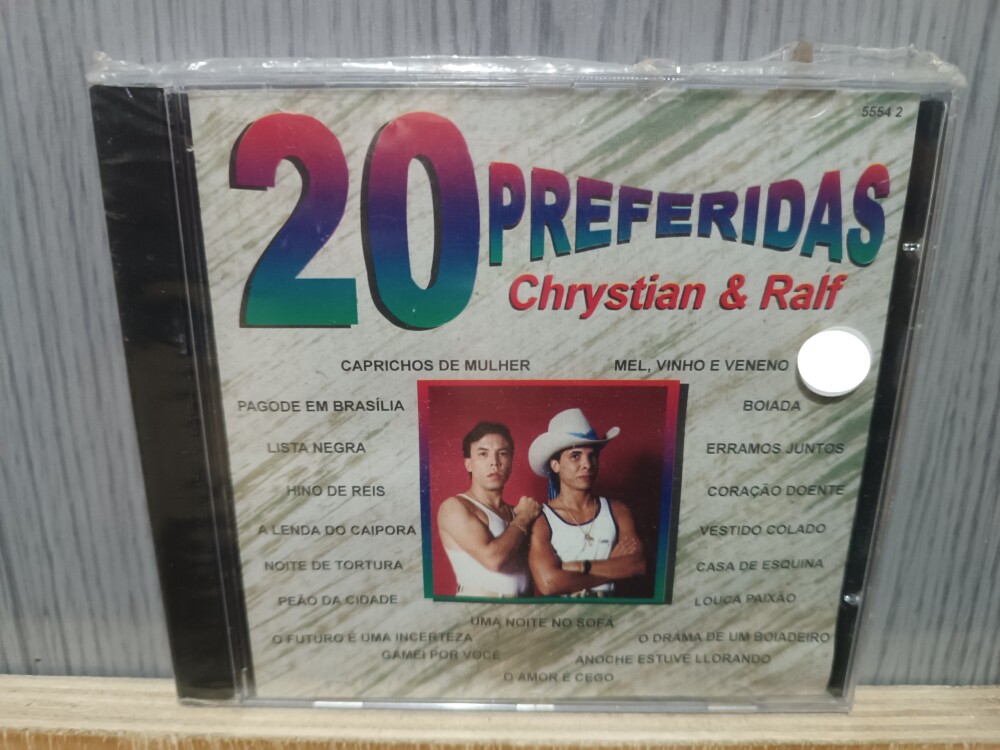 5554 2
20 PREFERIDAS
Chrystian & Ralf
CAPRICHOS DE MULHER MEL, VINHO E VENENO
PAGODE EM BRASÍLIA BOIADA
LISTA NEGRA ERRAMOS JUNTOS
HINO DE REIS CORAÇÃO DOENTE
A LENDA DO CAIPORA VESTIDO COLADO
NOITE DE TORTURA CASA DE ESQUINA
PEÃO DA CIDADE LOUCA PAIXÃO
UMA NOITE NO SOFÁ
O FUTURO É UMA INCERTEZA O DRAMA DE UM BOIADEIRO
GAMEI POR VOCÊ ANOCHE ESTUVE LLORANDO
O AMOR É CEGO